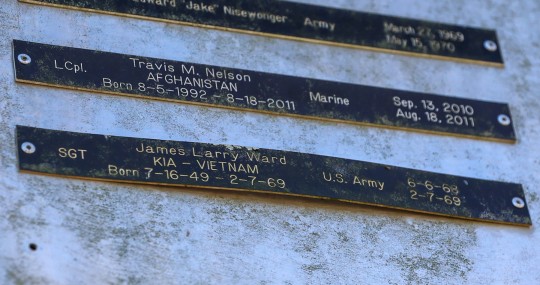 Edward "Jake" Nisewonger Army March 27, 1969
May 15, 1970
LCpl. Travis M. Nelson Marine Sep. 13, 2010
AFGHANISTAN Aug. 18, 2011
Born 8-5-1992 - 8-18-2011
SGT James Larry Ward U.S. Army 6-6-68
KIA - VIETNAM 2-7-69
Born 7-16-49 - 2-7-69